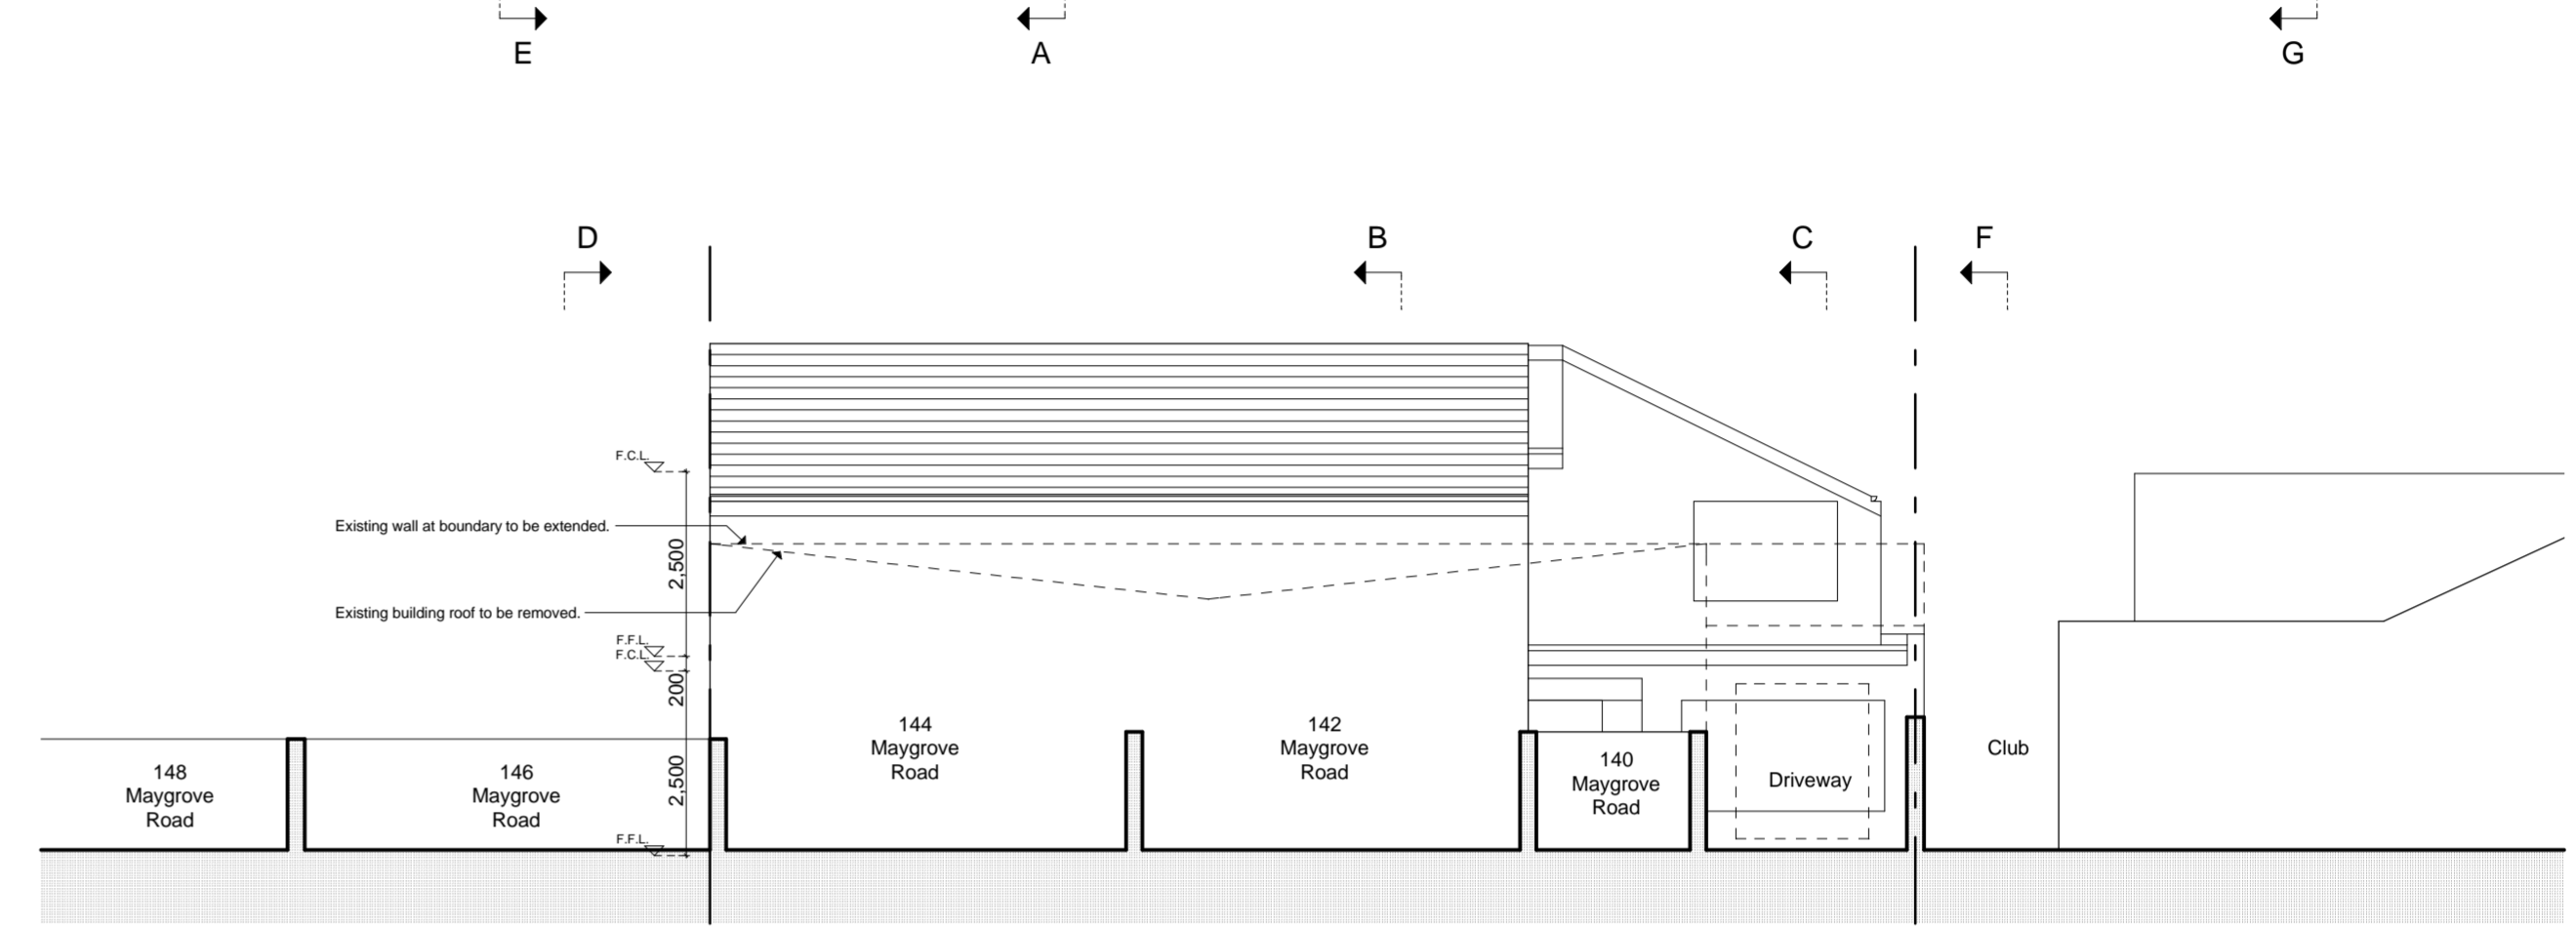 E
A
G
D
B
C
F
F.C.L.
Existing wall at boundary to be extended.
2,500
Existing building roof to be removed.
F.F.L.
F.C.L.
200
144
Maygrove
Road
142
Maygrove
Road
148
Maygrove
Road
146
Maygrove
Road
2,500
140
Maygrove
Road
Driveway
Club
F.F.L.